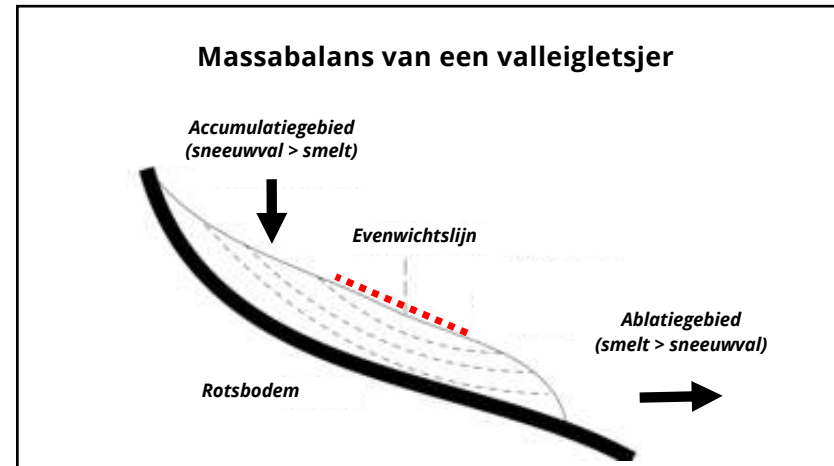 Massabalans van een valleigletsjer
Accumulatiegebied
(sneeuwval > smelt)
Evenwichtslijn
Ablatiegebied
(smelt > sneeuwval)
Rotsbodem